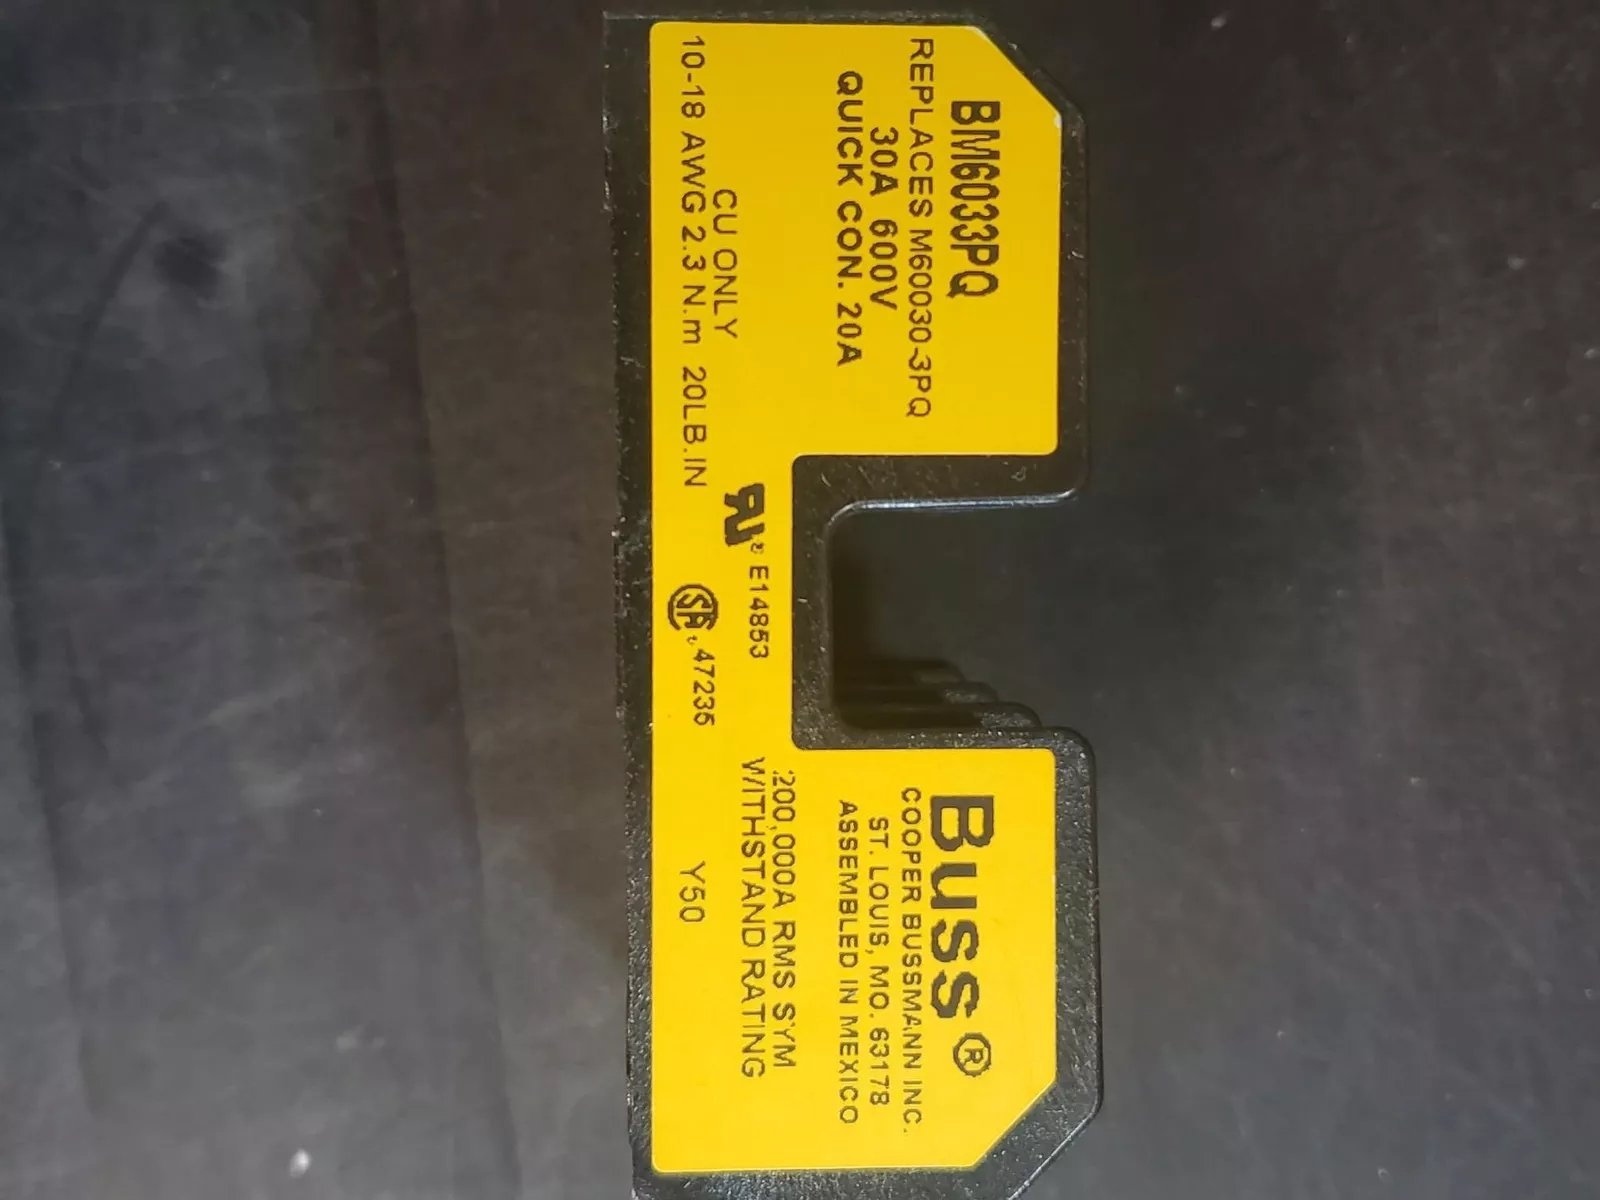 BM6033PQ
REPLACES M60030-3PQ
30A 600V
QUICK CON. 20A
CU ONLY
10-18 AWG 2.3 N.m 20LB.IN
E14853
47235
Buss®
COOPER BUSSMANN INC.
ST. LOUIS, MO. 63178
ASSEMBLED IN MEXICO
200,000A RMS SYM
WITHSTAND RATING
Y50